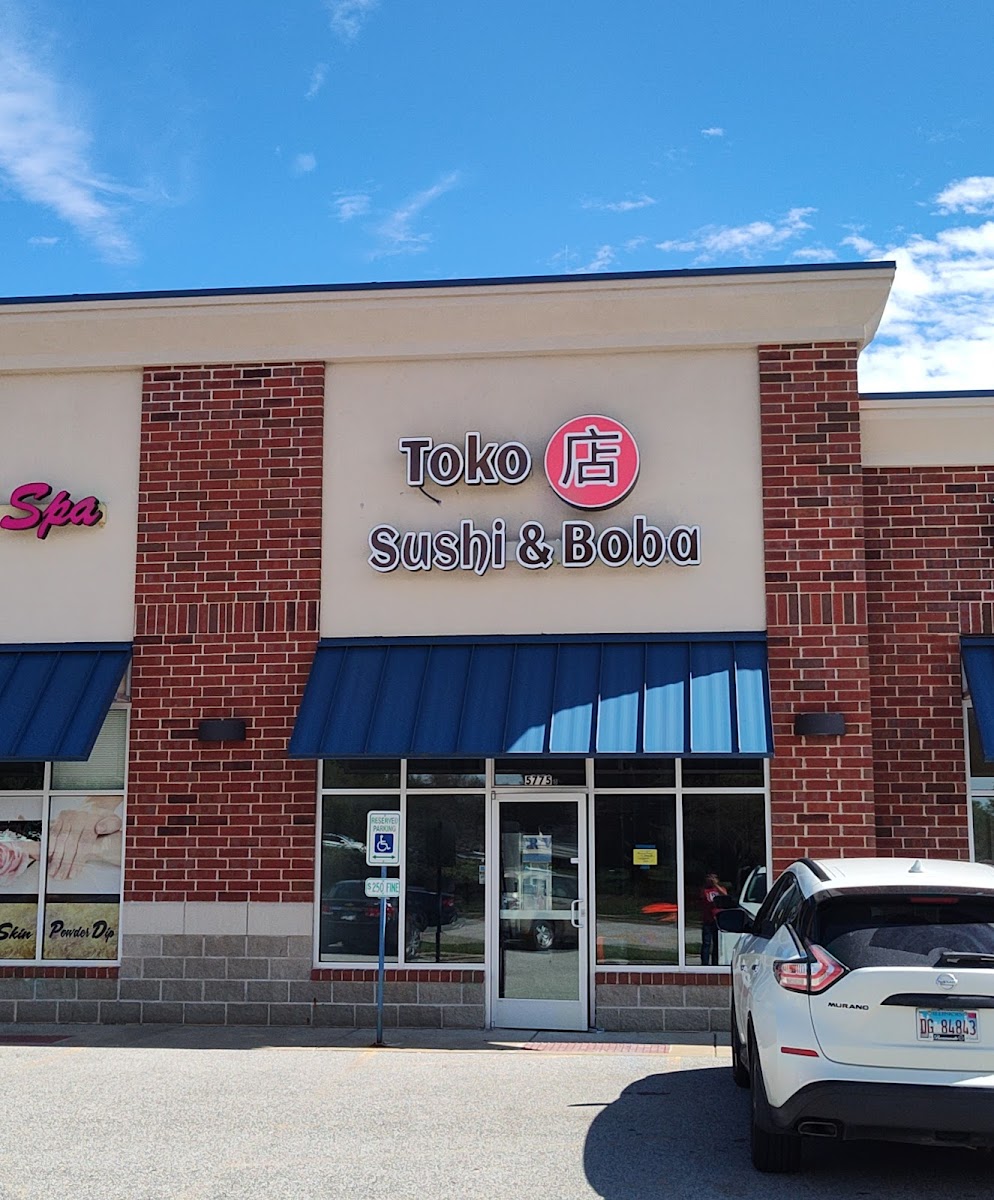 Toko 店
Sushi & Boba
Spa
5775
RESERVED
PARKING
$250 FINE
Skin Powder Dip
MURANO
DG 84843